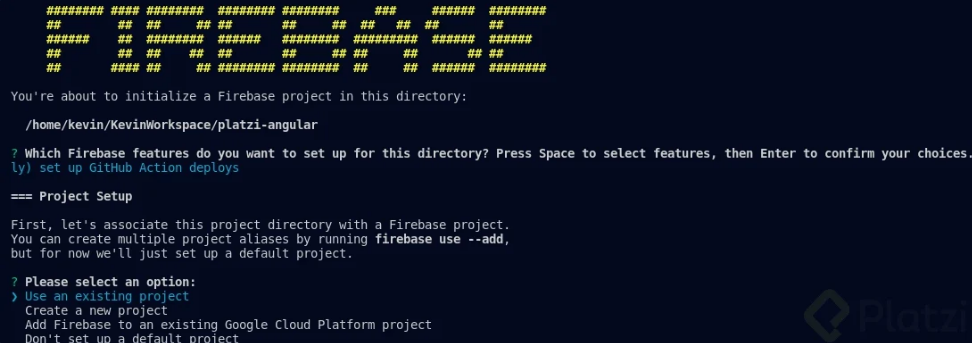 FIREBASE
You're about to initialize a Firebase project in this directory:
/home/kevin/KevinWorkspace/platzi-angular
? Which Firebase features do you want to set up for this directory? Press Space to select features, then Enter to confirm your choices.
ly) set up GitHub Action deploys
=== Project Setup
First, let's associate this project directory with a Firebase project.
You can create multiple project aliases by running firebase use --add,
but for now we'll just set up a default project.
? Please select an option:
❯ Use an existing project
Create a new project
Add Firebase to an existing Google Cloud Platform project
Don't set up a default project
Platzi